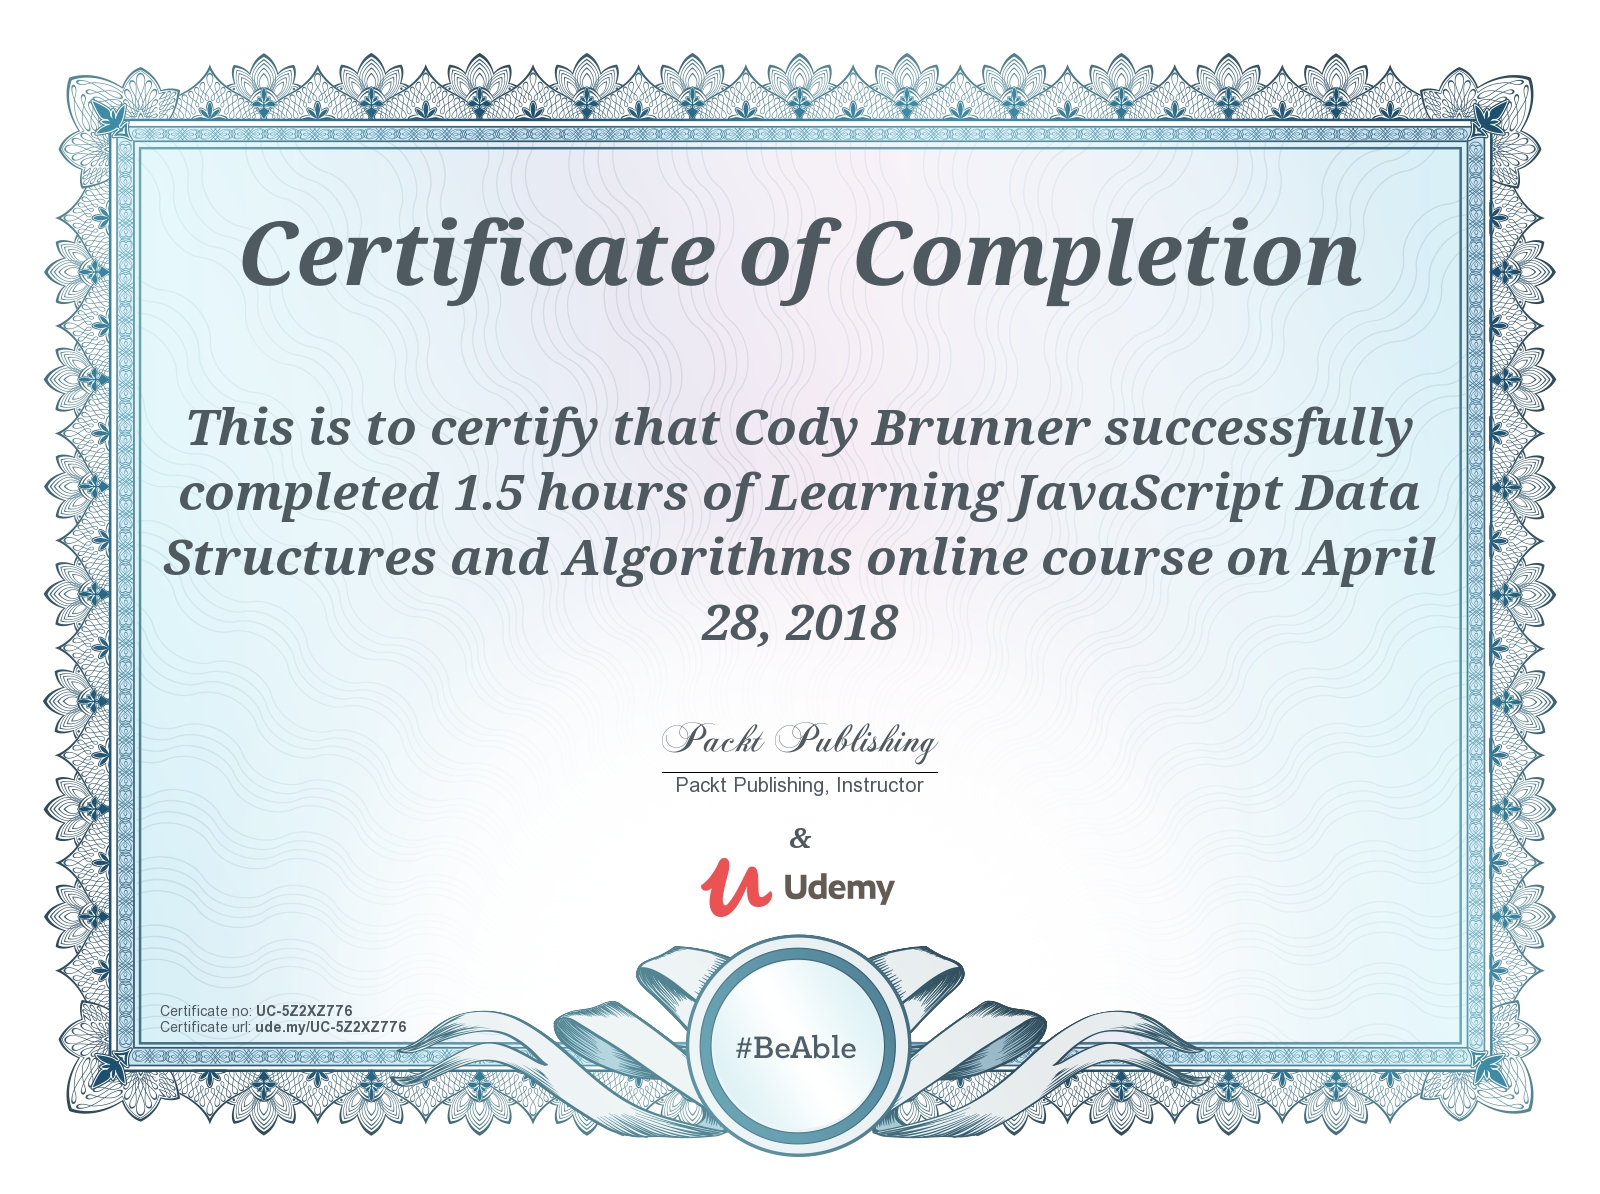 Certificate of Completion
This is to certify that Cody Brunner successfully
completed 1.5 hours of Learning JavaScript Data
Structures and Algorithms online course on April
28, 2018
Packt Publishing
Packt Publishing, Instructor
&
Udemy
Certificate no: UC-5Z2XZ776
Certificate url: ude.my/UC-5Z2XZ776
#BeAble